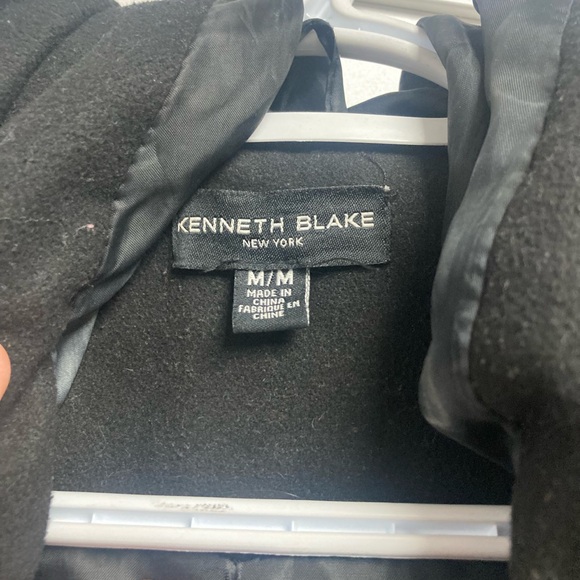 KENNETH BLAKE
NEW YORK
M/M
MADE IN
CHINA
FABRIQUE EN
CHINE